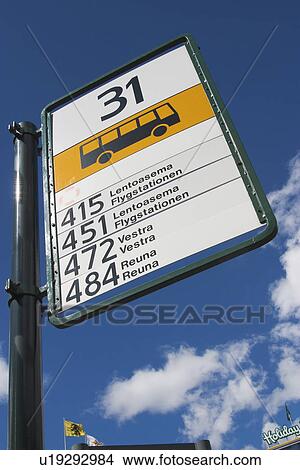 31
415 Lentoasema
Flygstationen
451 Lentoasema
Flygstationen
472 Vestra
Vestra
484 Reuna
Reuna
© FOTOSEARCH
Holiday
u19292984 www.fotosearch.com